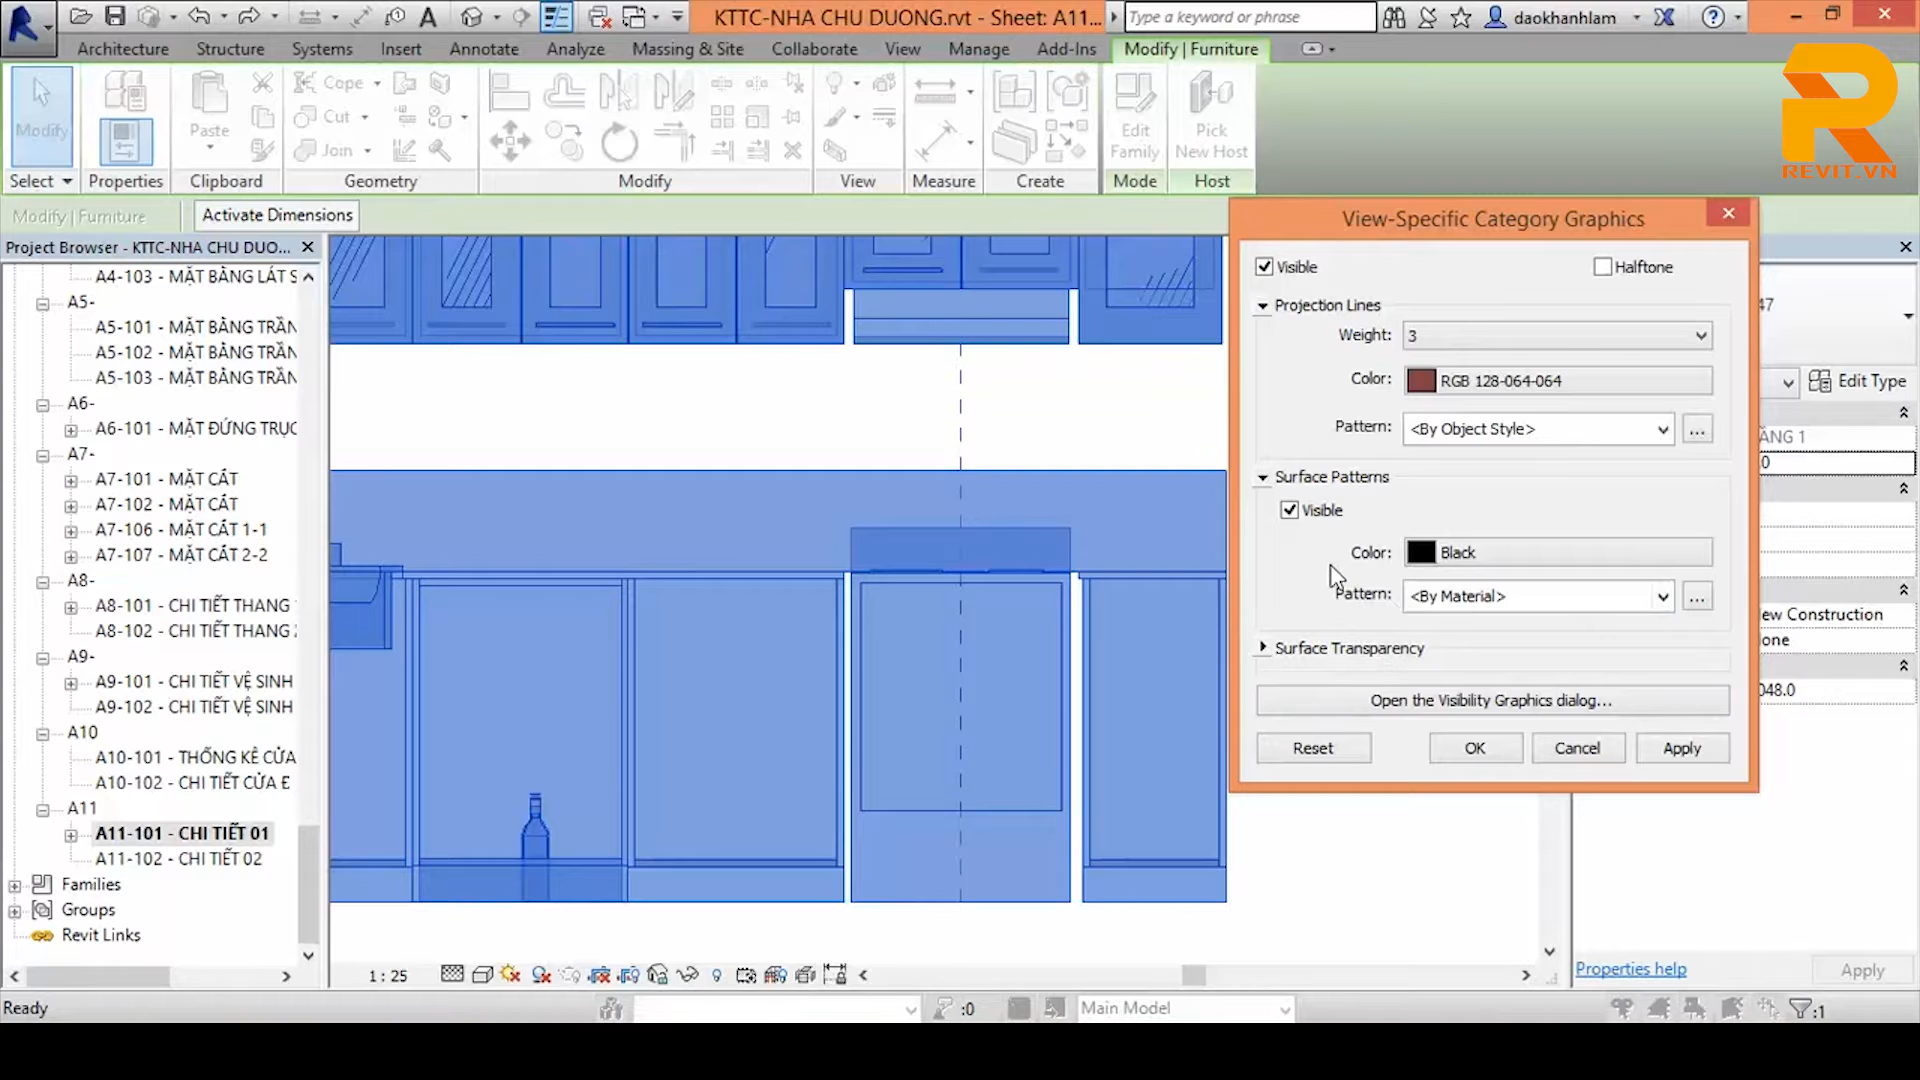 KTTC-NHA CHU DUONG.rvt - Sheet: A11...
Type a keyword or phrase
daokhanhlam
Architecture Structure Systems Insert Annotate Analyze Massing & Site Collaborate View Manage Add-Ins Modify | Furniture
REVIT.VN
Modify
Paste
Cope
Cut
Join
Edit Family
Pick New Host
Select Properties Clipboard Geometry Modify View Measure Create Mode Host
Modify | Furniture
Activate Dimensions
Project Browser - KTTC-NHA CHU DUO...
A4-103 - MẶT BẰNG LÁT S
A5-
A5-101 - MẶT BẰNG TRẦN
A5-102 - MẶT BẰNG TRẦN
A5-103 - MẶT BẰNG TRẦN
A6-
A6-101 - MẶT ĐỨNG TRỤC
A7-
A7-101 - MẶT CẮT
A7-102 - MẶT CẮT
A7-106 - MẶT CẮT 1-1
A7-107 - MẶT CẮT 2-2
A8-
A8-101 - CHI TIẾT THANG
A8-102 - CHI TIẾT THANG
A9-
A9-101 - CHI TIẾT VỆ SINH
A9-102 - CHI TIẾT VỆ SINH
A10
A10-101 - THỐNG KÊ CỬA
A10-102 - CHI TIẾT CỬA Đ
A11
A11-101 - CHI TIẾT 01
A11-102 - CHI TIẾT 02
Families
Groups
Revit Links
View-Specific Category Graphics
Visible
Halftone
Projection Lines
Weight: 3
Color: RGB 128-064-064
Pattern: <By Object Style> ...
Surface Patterns
Visible
Color: Black
Pattern: <By Material> ...
Surface Transparency
Open the Visibility Graphics dialog...
Reset OK Cancel Apply
47
Edit Type
ẦNG 1
0
ew Construction
one
048.0
Properties help
Apply
1 : 25
Ready
:0
Main Model
:1